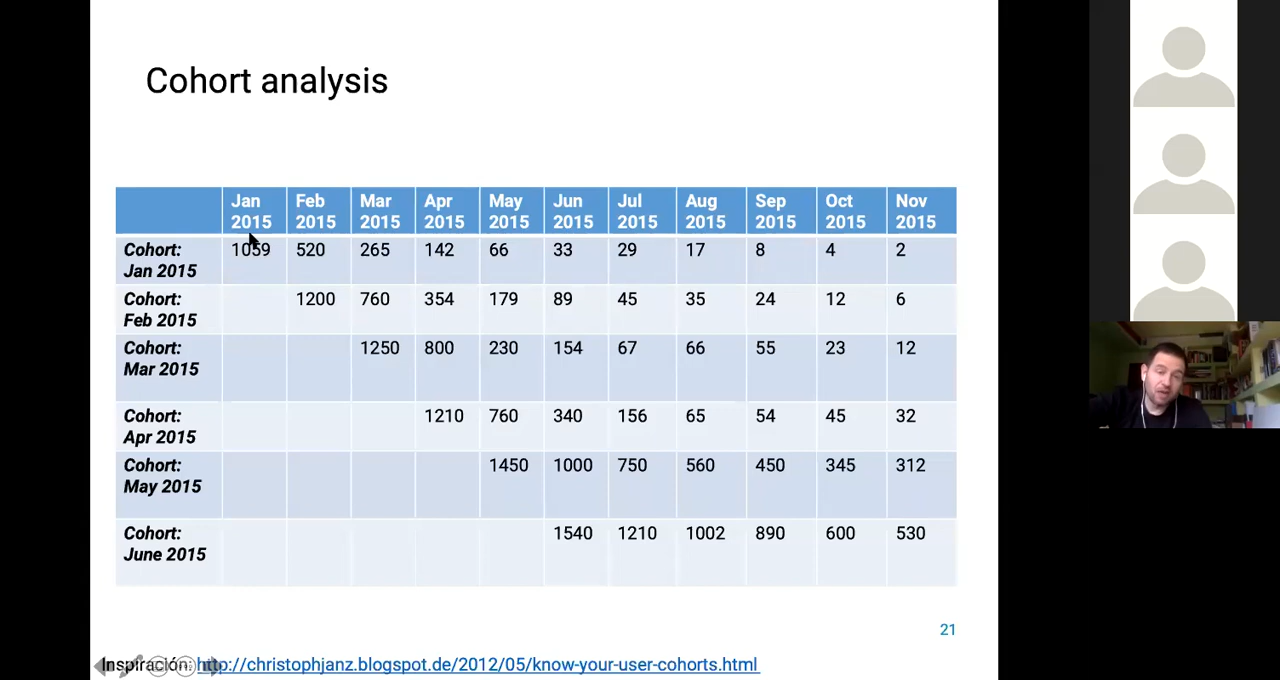 Cohort analysis
Jan 2015 Feb 2015 Mar 2015 Apr 2015 May 2015 Jun 2015 Jul 2015 Aug 2015 Sep 2015 Oct 2015 Nov 2015
Cohort: Jan 2015 1059 520 265 142 66 33 29 17 8 4 2
Cohort: Feb 2015 1200 760 354 179 89 45 35 24 12 6
Cohort: Mar 2015 1250 800 230 154 67 66 55 23 12
Cohort: Apr 2015 1210 760 340 156 65 54 45 32
Cohort: May 2015 1450 1000 750 560 450 345 312
Cohort: June 2015 1540 1210 1002 890 600 530
21
Inspiración: http://christophjanz.blogspot.de/2012/05/know-your-user-cohorts.html